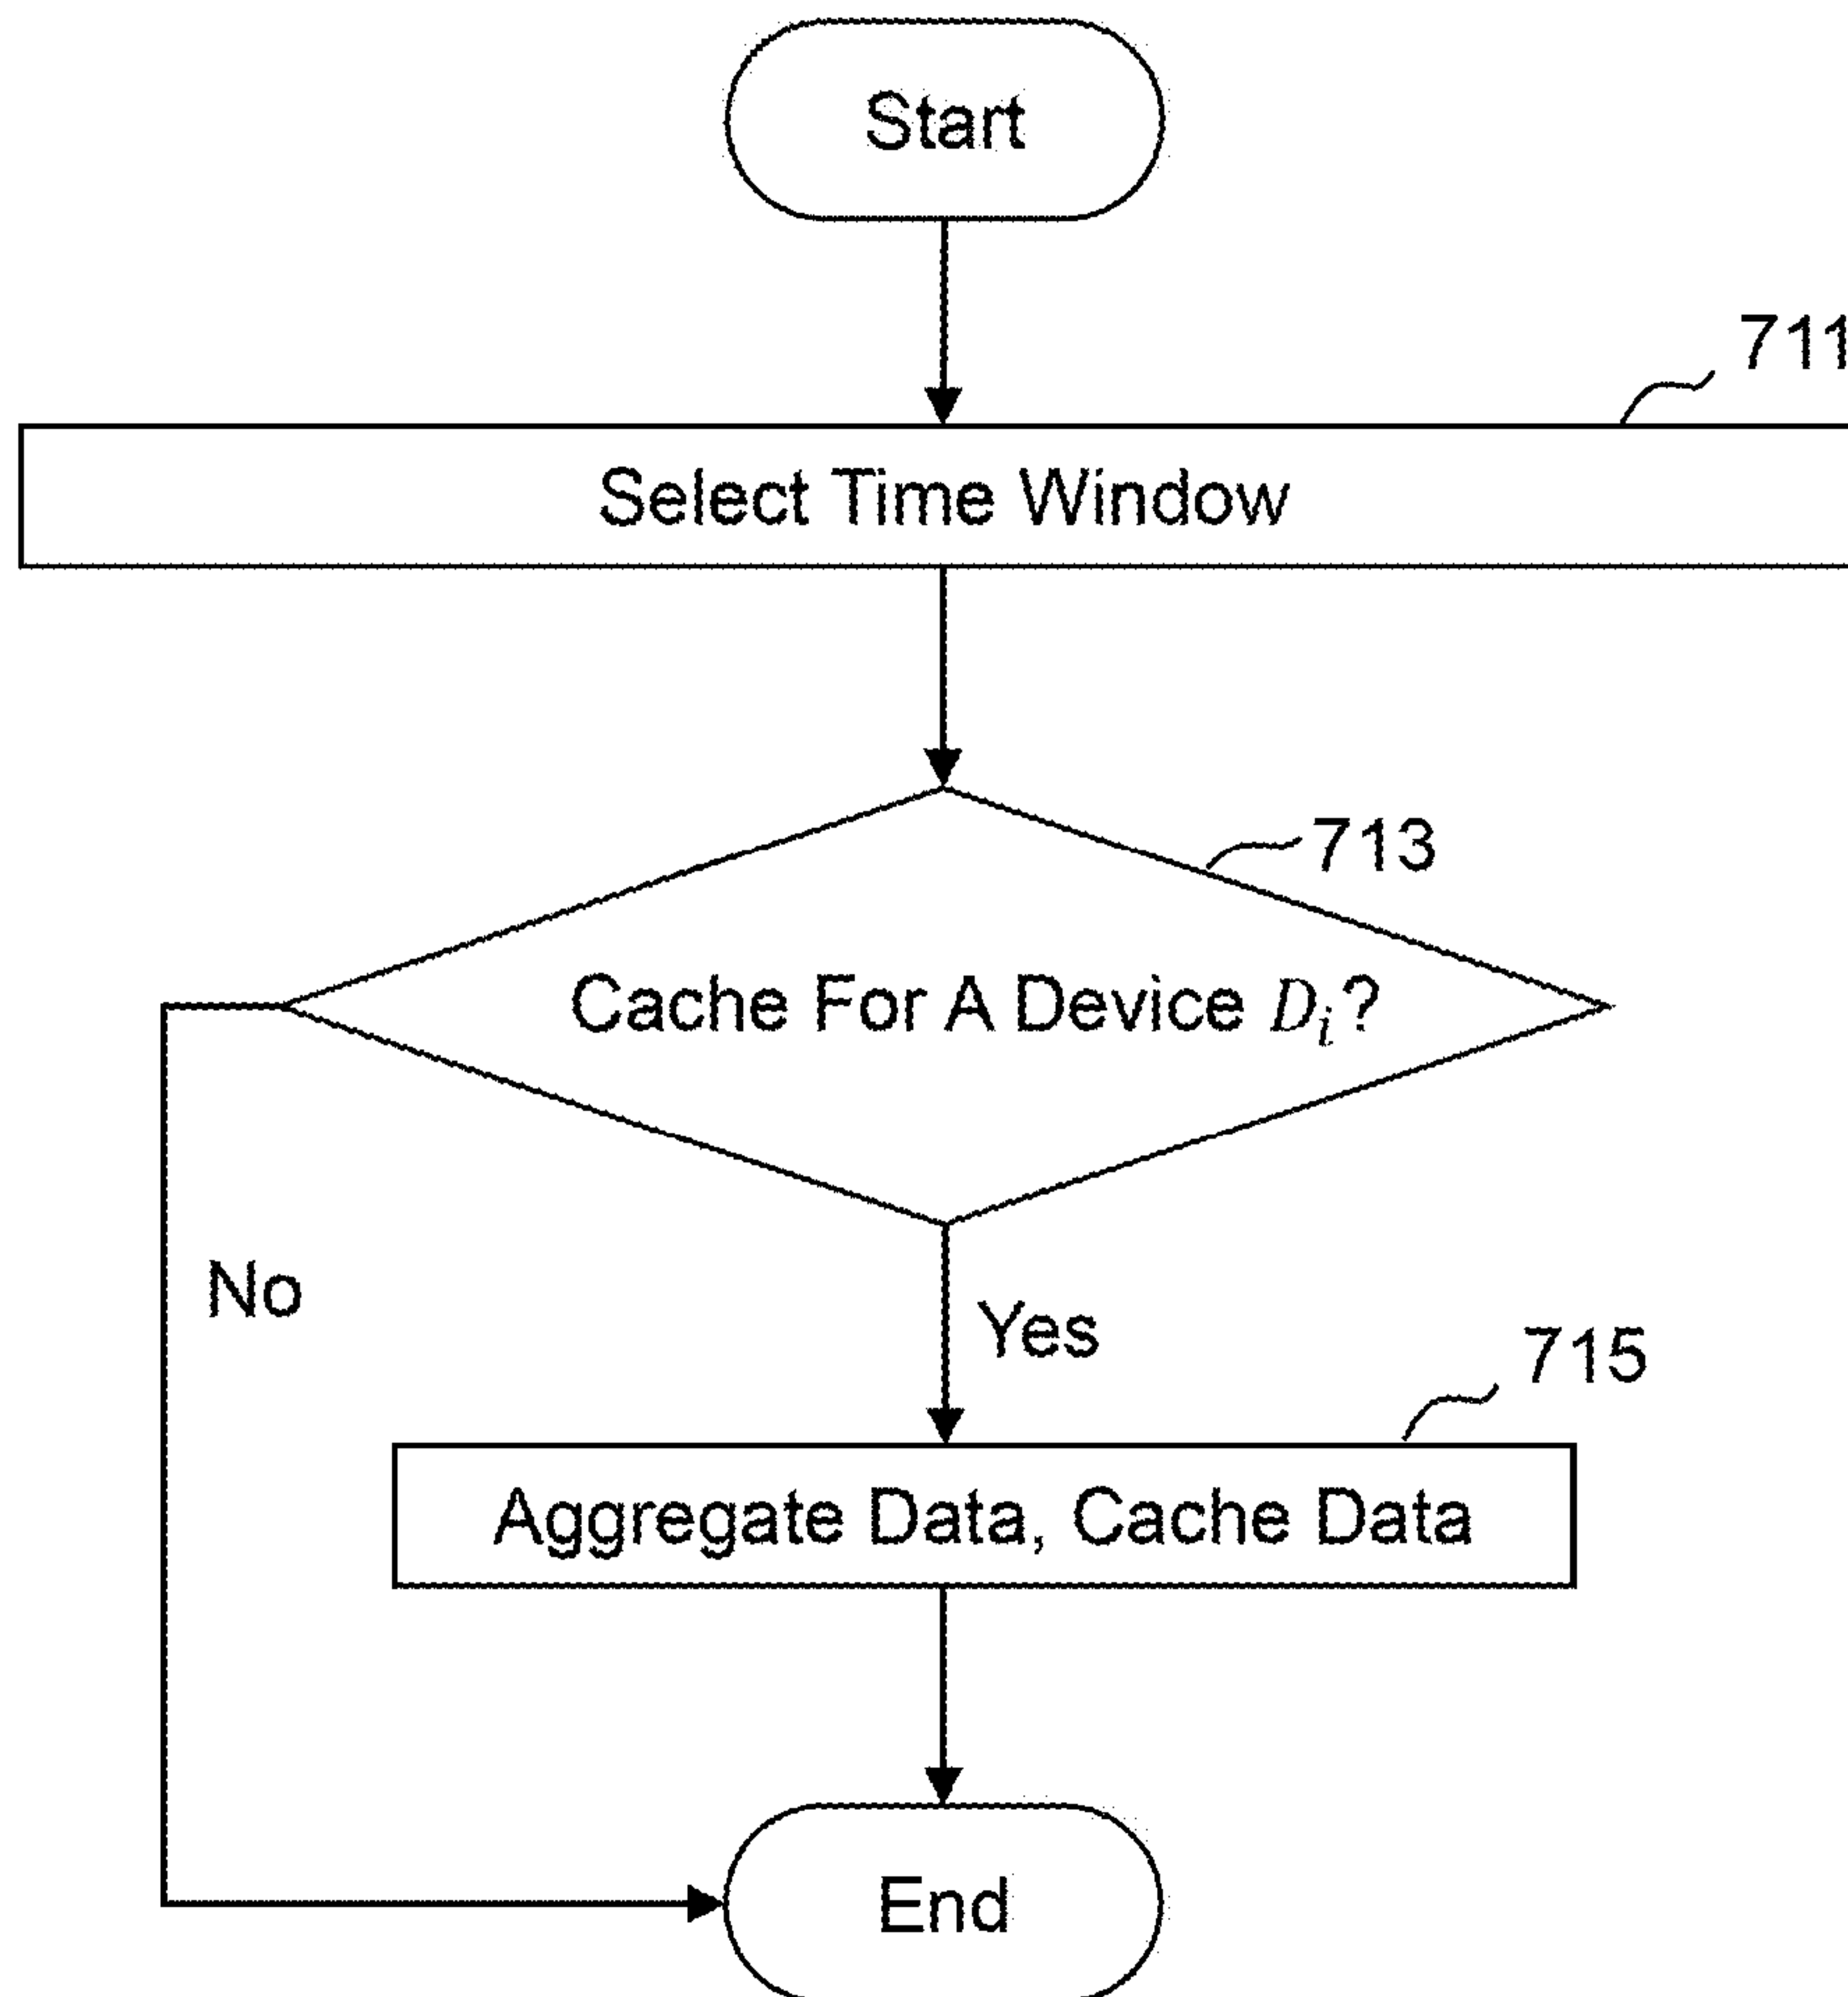 Start
711
Select Time Window
713
Cache For A Device Di?
No
Yes
715
Aggregate Data, Cache Data
End